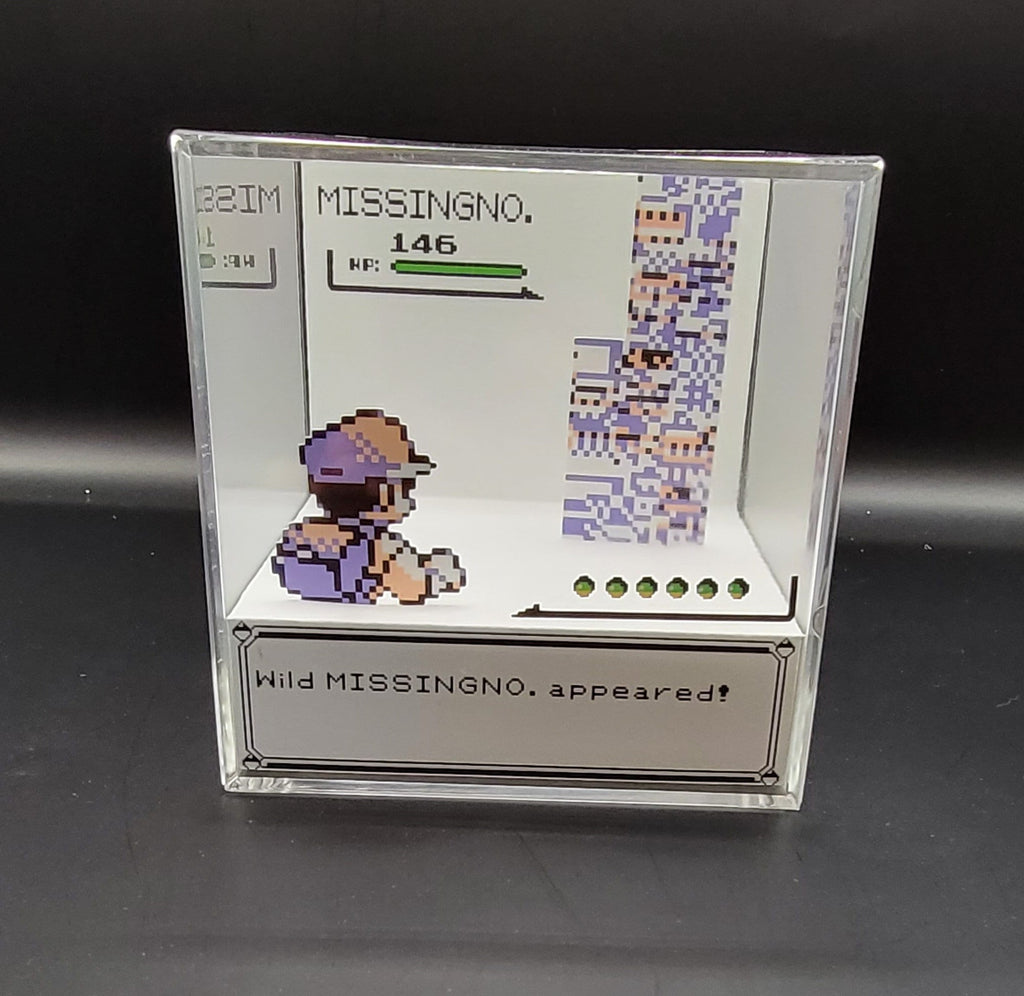 MISSINGNO.
146
HP:
Wild MISSINGNO. appeared!